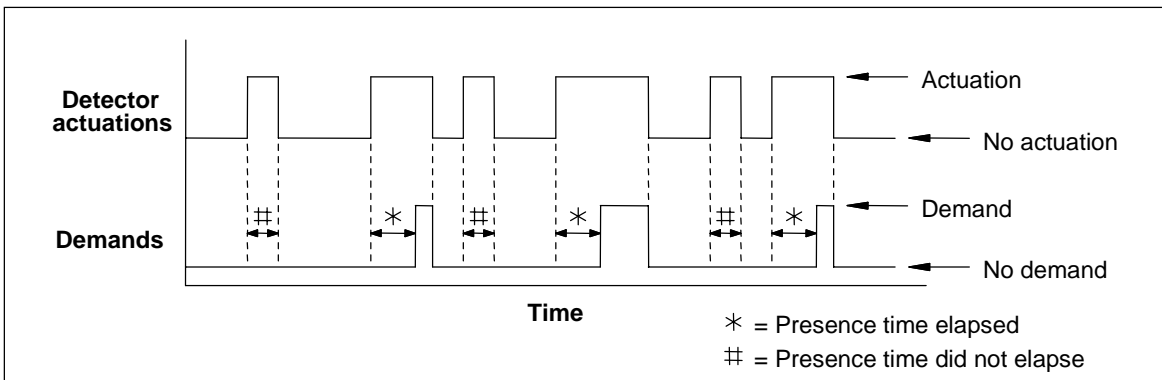 Detector
actuations
Actuation
No actuation
# * # * # *
Demands
Demand
No demand
Time
* = Presence time elapsed
# = Presence time did not elapse